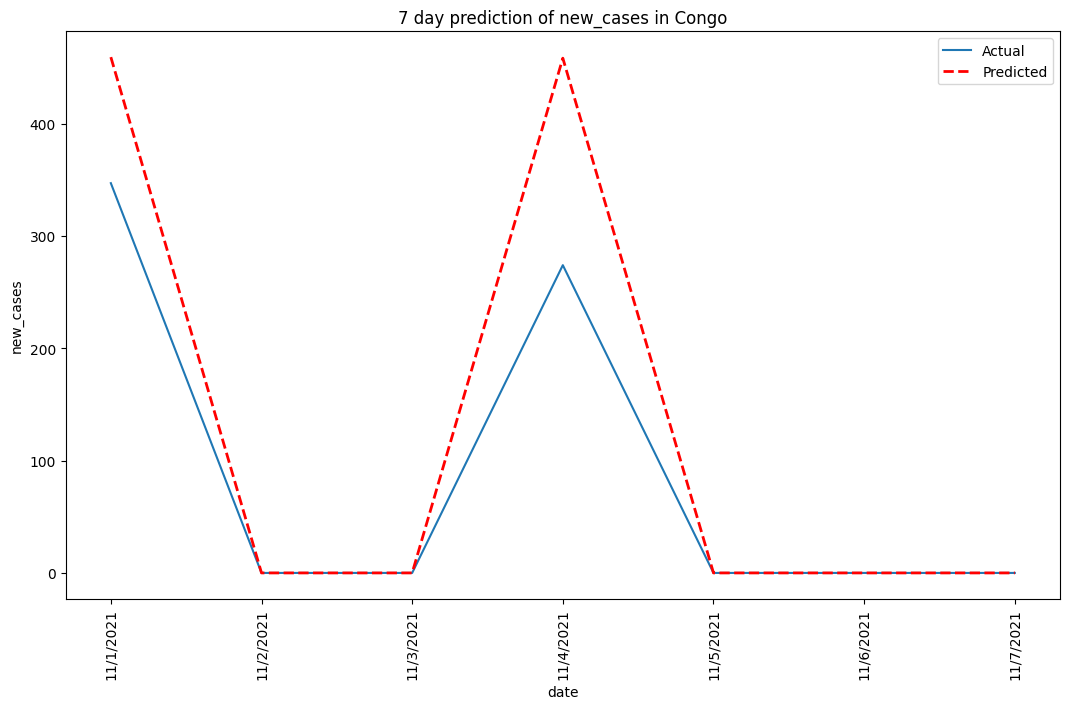 7 day prediction of new_cases in Congo
Actual
Predicted
400
300
200
100
0
new_cases
11/1/2021
11/2/2021
11/3/2021
11/4/2021
11/5/2021
11/6/2021
11/7/2021
date